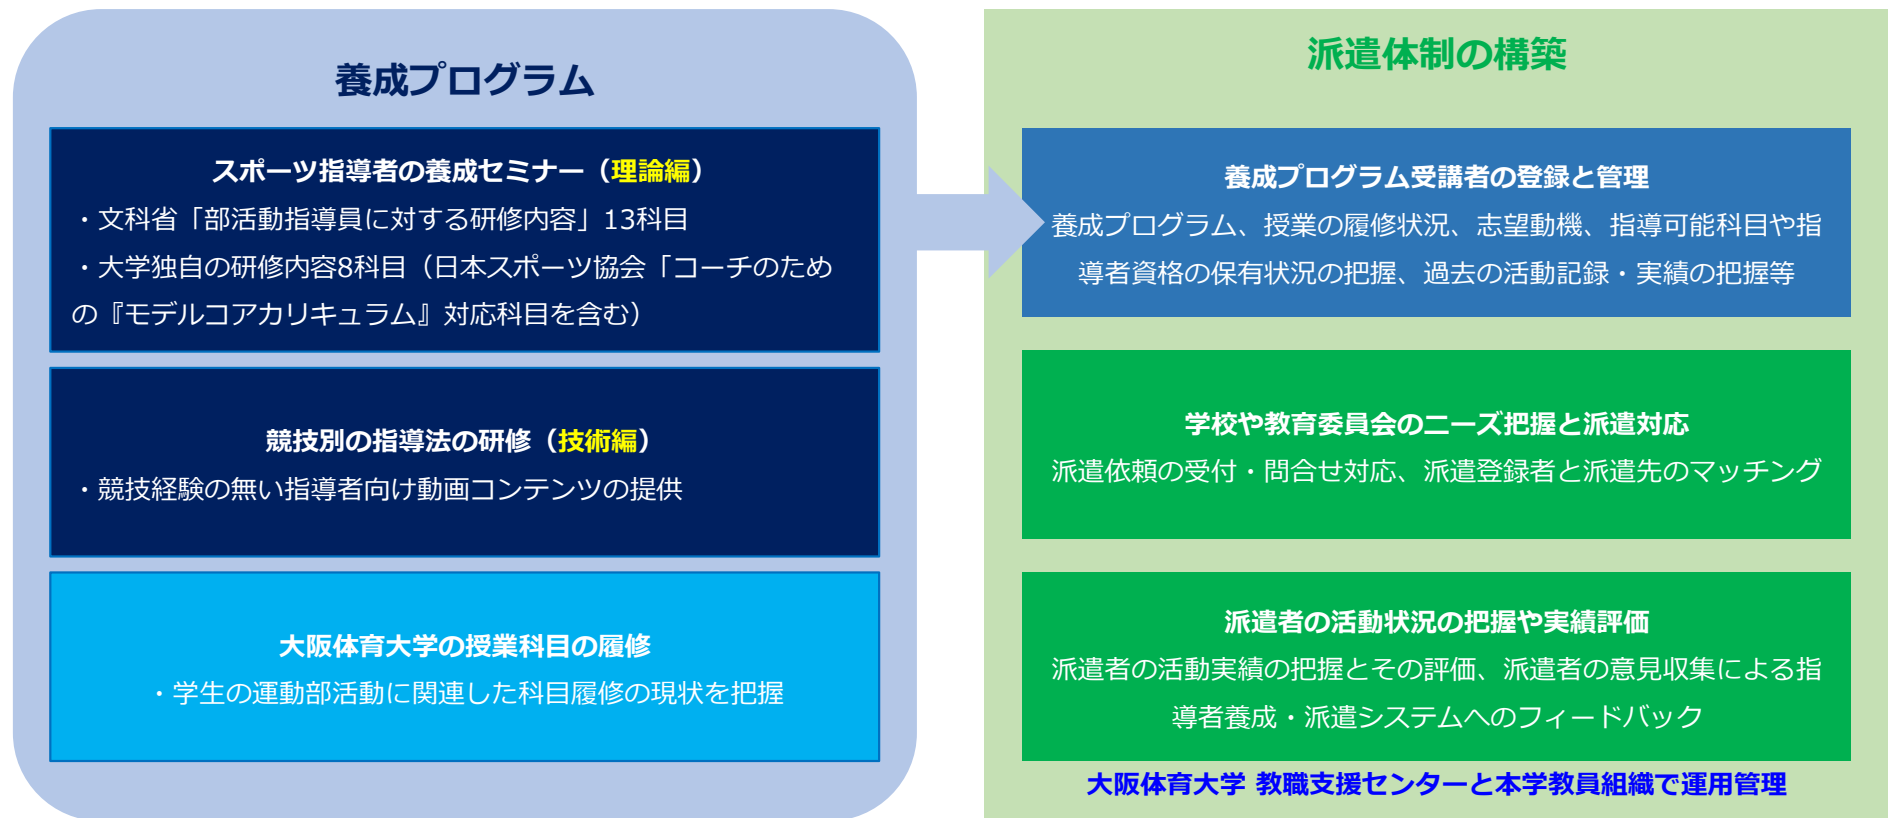 養成プログラム
スポーツ指導者の養成セミナー（理論編）
・文科省「部活動指導員に対する研修内容」13科目
・大学独自の研修内容8科目（日本スポーツ協会「コーチのため
の『モデルコアカリキュラム』対応科目を含む）
競技別の指導法の研修（技術編）
・競技経験の無い指導者向け動画コンテンツの提供
大阪体育大学の授業科目の履修
・学生の運動部活動に関連した科目履修の現状を把握
派遣体制の構築
養成プログラム受講者の登録と管理
養成プログラム、授業の履修状況、志望動機、指導可能科目や指
導者資格の保有状況の把握、過去の活動記録・実績の把握等
学校や教育委員会のニーズ把握と派遣対応
派遣依頼の受付・問合せ対応、派遣登録者と派遣先のマッチング
派遣者の活動状況の把握や実績評価
派遣者の活動実績の把握とその評価、派遣者の意見収集による指
導者養成・派遣システムへのフィードバック
大阪体育大学 教職支援センターと本学教員組織で運用管理